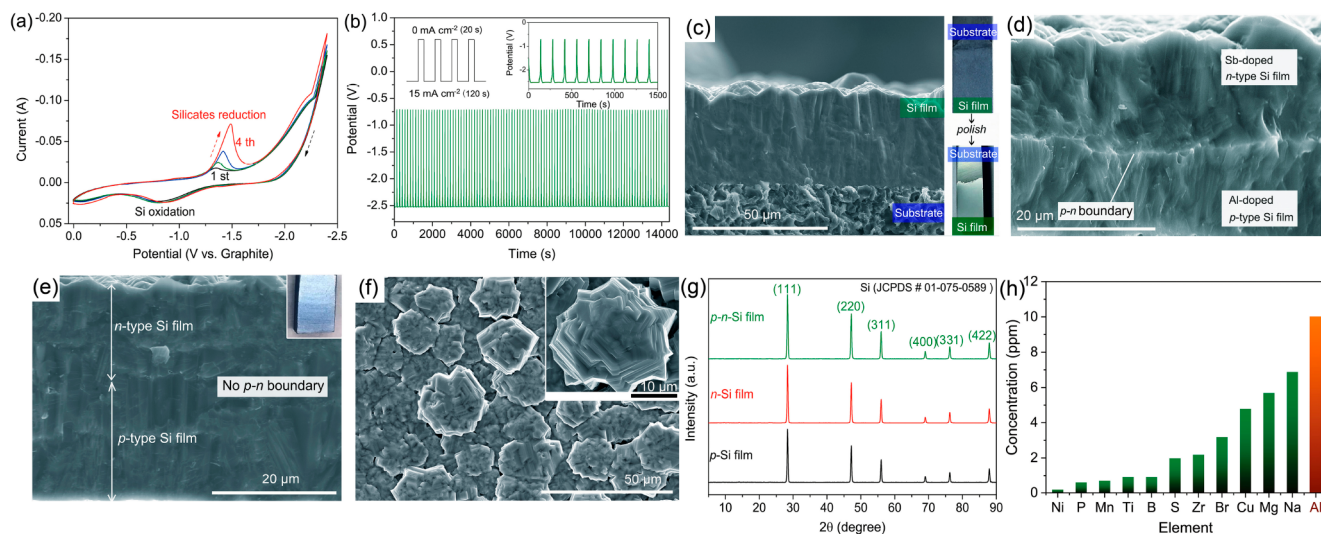 (a)
-0.20
-0.15
-0.10
-0.05
0.00
0.05
Current (A)
Silicates reduction
4 th
1 st
Si oxidation
0.0
-0.5
-1.0
-1.5
-2.0
-2.5
Potential (V vs. Graphite)
(b)
1.0
0.5
0.0
-0.5
-1.0
-1.5
-2.0
-2.5
Potential (V)
0 mA cm⁻² (20 s)
15 mA cm⁻² (120 s)
Potential (V)
-1
-2
0
500
1000
1500
Time (s)
0
2000
4000
6000
8000
10000
12000
14000
Time (s)
(c)
Si film
50 µm
Substrate
Substrate
Si film
polish
Substrate
Si film
(d)
Sb-doped
n-type Si film
Al-doped
p-type Si film
20 µm
p-n boundary
(e)
n-type Si film
No p-n boundary
p-type Si film
20 µm
(f)
10 µm
50 µm
(g)
Si (JCPDS # 01-075-0589 )
(111)
(220)
(311)
(400)
(331)
(422)
p-n-Si film
n-Si film
p-Si film
Intensity (a.u.)
10
20
30
40
50
60
70
80
90
2θ (degree)
(h)
12
10
8
6
4
2
0
Concentration (ppm)
Ni
P
Mn
Ti
B
S
Zr
Br
Cu
Mg
Na
Al
Element